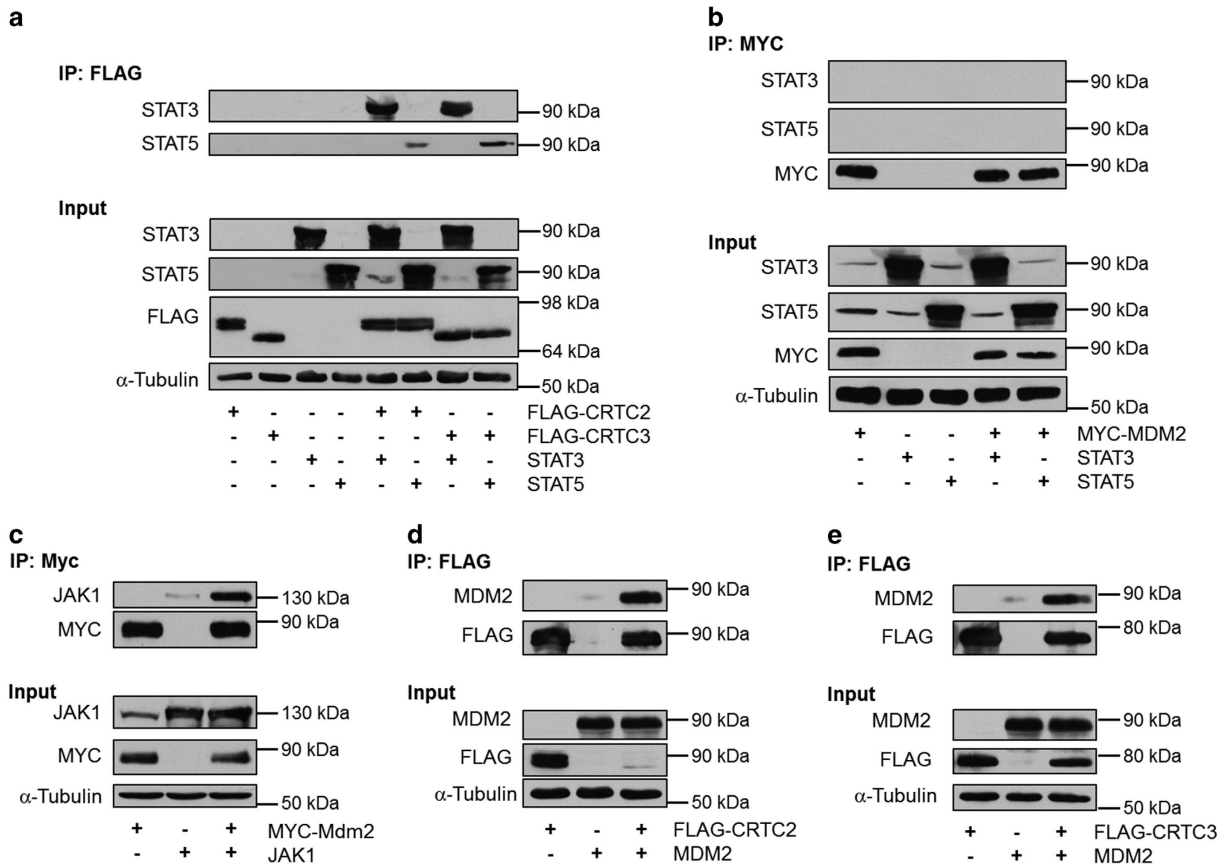 a
IP: FLAG
STAT3
90 kDa
STAT5
90 kDa
Input
STAT3
90 kDa
STAT5
90 kDa
FLAG
98 kDa
64 kDa
α-Tubulin
50 kDa
+ - - - + + - - FLAG-CRTC2
- + - - - - + + FLAG-CRTC3
- - + - + - + - STAT3
- - - + - + - + STAT5
b
IP: MYC
STAT3
90 kDa
STAT5
90 kDa
MYC
90 kDa
Input
STAT3
90 kDa
STAT5
90 kDa
MYC
90 kDa
α-Tubulin
50 kDa
+ - - + + MYC-MDM2
- + - + - STAT3
- - + - + STAT5
c
IP: Myc
JAK1
130 kDa
MYC
90 kDa
Input
JAK1
130 kDa
MYC
90 kDa
α-Tubulin
50 kDa
+ - + MYC-Mdm2
- + + JAK1
d
IP: FLAG
MDM2
90 kDa
FLAG
90 kDa
Input
MDM2
90 kDa
FLAG
90 kDa
α-Tubulin
50 kDa
+ - + FLAG-CRTC2
- + + MDM2
e
IP: FLAG
MDM2
90 kDa
FLAG
80 kDa
Input
MDM2
90 kDa
FLAG
80 kDa
α-Tubulin
50 kDa
+ - + FLAG-CRTC3
- + + MDM2